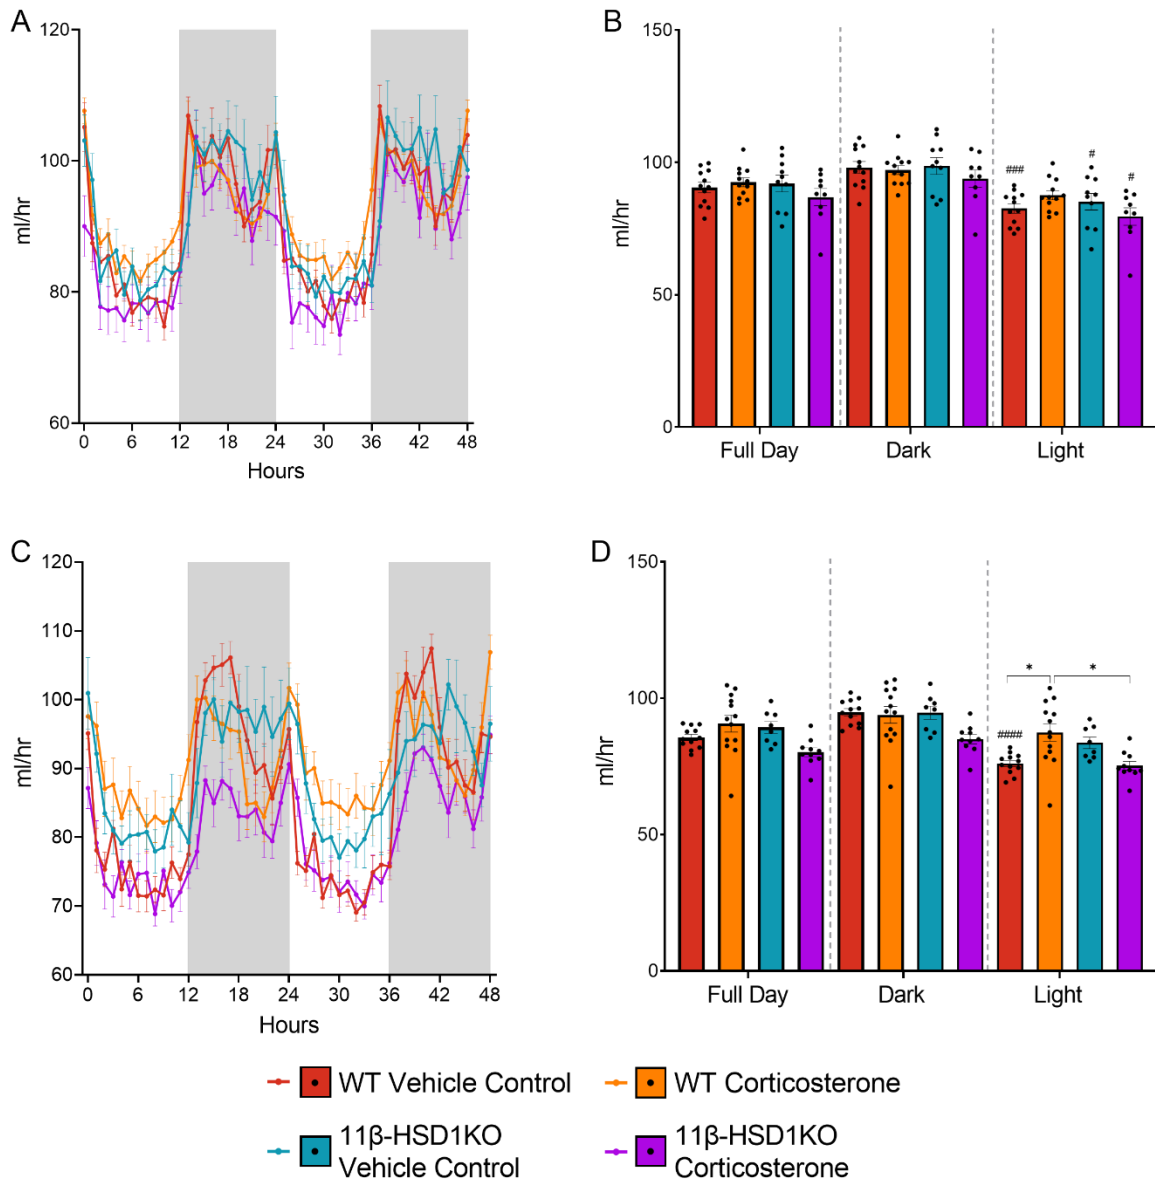 A
120
100
80
60
ml/hr
0 6 12 18 24 30 36 42 48
Hours
B
150
100
50
0
ml/hr
###
#
#
Full Day Dark Light
C
120
110
100
90
80
70
60
ml/hr
0 6 12 18 24 30 36 42 48
Hours
D
150
100
50
0
ml/hr
* *
####
Full Day Dark Light
WT Vehicle Control
WT Corticosterone
11β-HSD1KO
Vehicle Control
11β-HSD1KO
Corticosterone